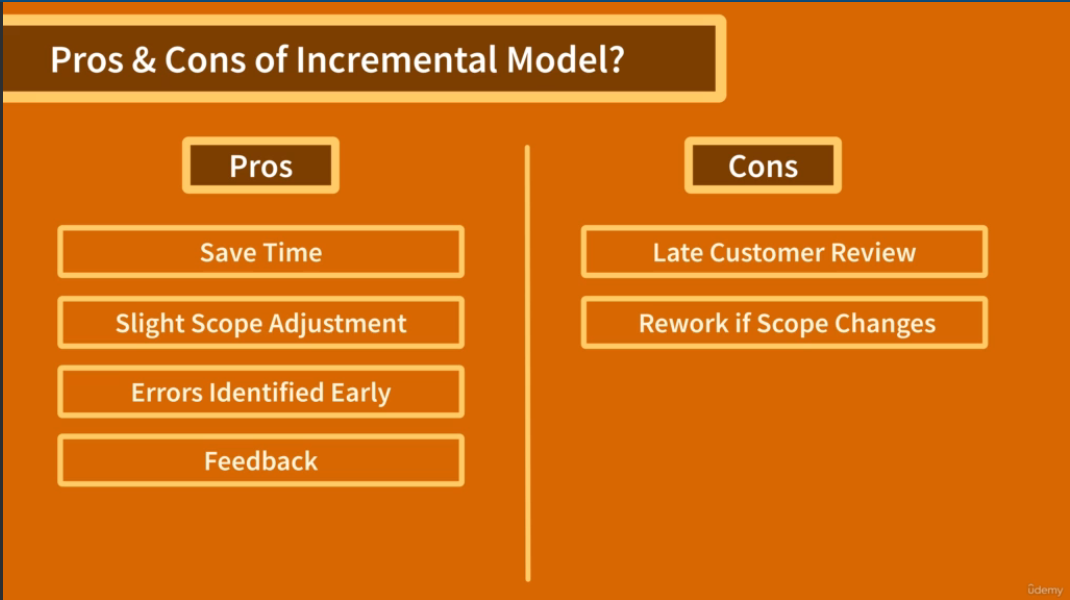 Pros & Cons of Incremental Model?
Pros
Save Time
Slight Scope Adjustment
Errors Identified Early
Feedback
Cons
Late Customer Review
Rework if Scope Changes
ûdemy